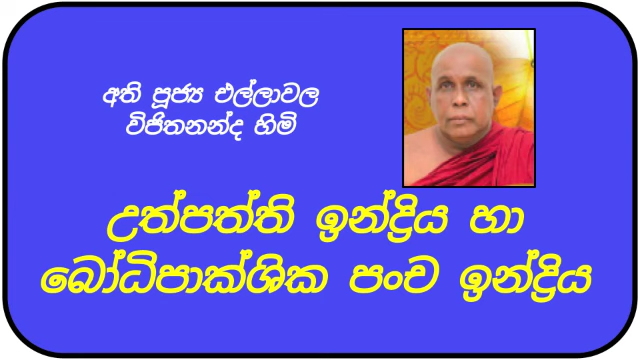 අති පූජ්‍ය එල්ලාවල
විජිතනන්ද හිමි
උත්පත්ති ඉන්ද්‍රිය හා
බෝධිපාක්ශික පංච ඉන්ද්‍රිය